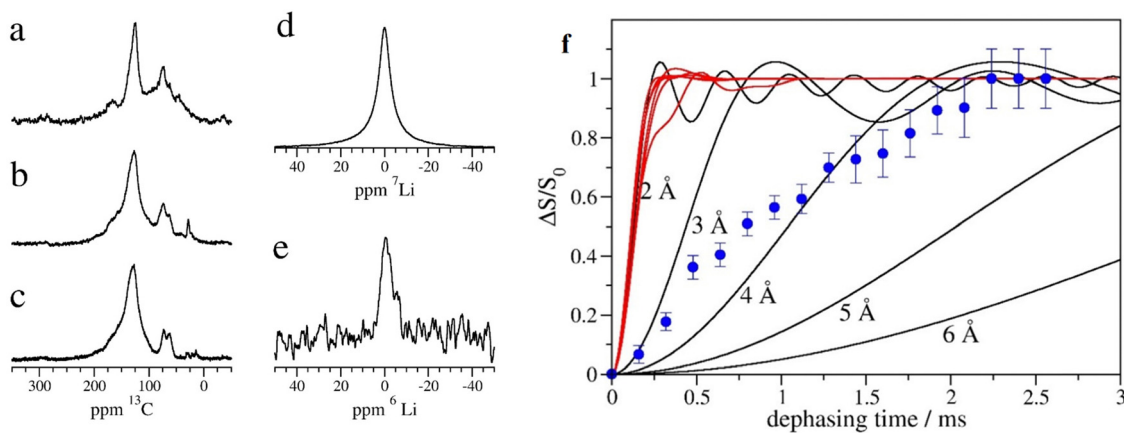 a
b
c
350 200 100 0
ppm ¹³C
d
40 20 0 -20 -40
ppm ⁷Li
e
40 20 0 -20 -40
ppm ⁶Li
f
ΔS/S₀
1
0.8
0.6
0.4
0.2
0
2 Å
3 Å
4 Å
5 Å
6 Å
0 0.5 1 1.5 2 2.5 3
dephasing time / ms